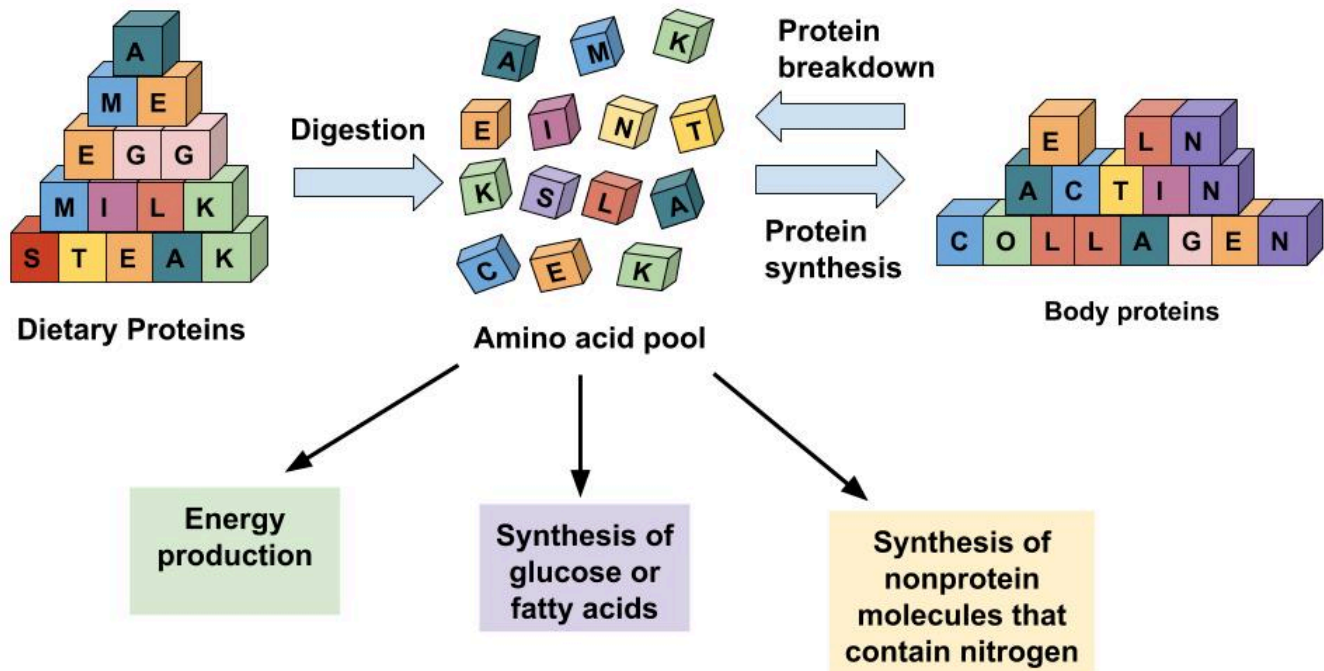 A
M E
E G G
M I L K
S T E A K
Dietary Proteins
Digestion
A M K
E I N T
K S L A
C E K
Amino acid pool
Protein
breakdown
Protein
synthesis
E L N
A C T I N
C O L L A G E N
Body proteins
Energy
production
Synthesis of
glucose or
fatty acids
Synthesis of
nonprotein
molecules that
contain nitrogen